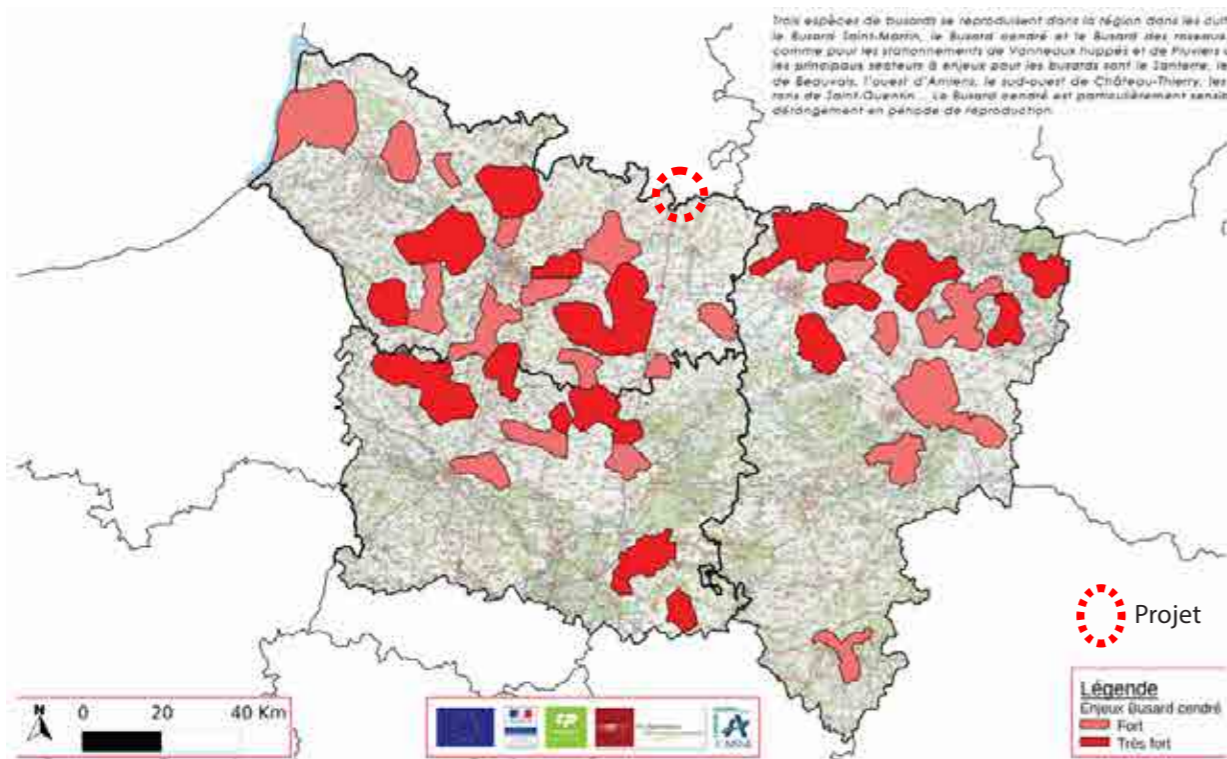 Trois espèces de busards se reproduisent dans la région dans les cult
le Busard Saint-Martin, le Busard cendré et le Busard des roseaux
comme pour les stationnements de Vanneaux huppés et de Pluviers
les principaux secteurs à enjeux pour les busards sont le Santerre, le
de Beauvais, l'ouest d'Amiens, le sud-ouest de Château-Thierry, les
rons de Saint-Quentin... Le Busard cendré est particulièrement sensib
dérangement en période de reproduction
Projet
Légende
Enjeux Busard cendré
Fort
Très fort
N
0 20 40 Km